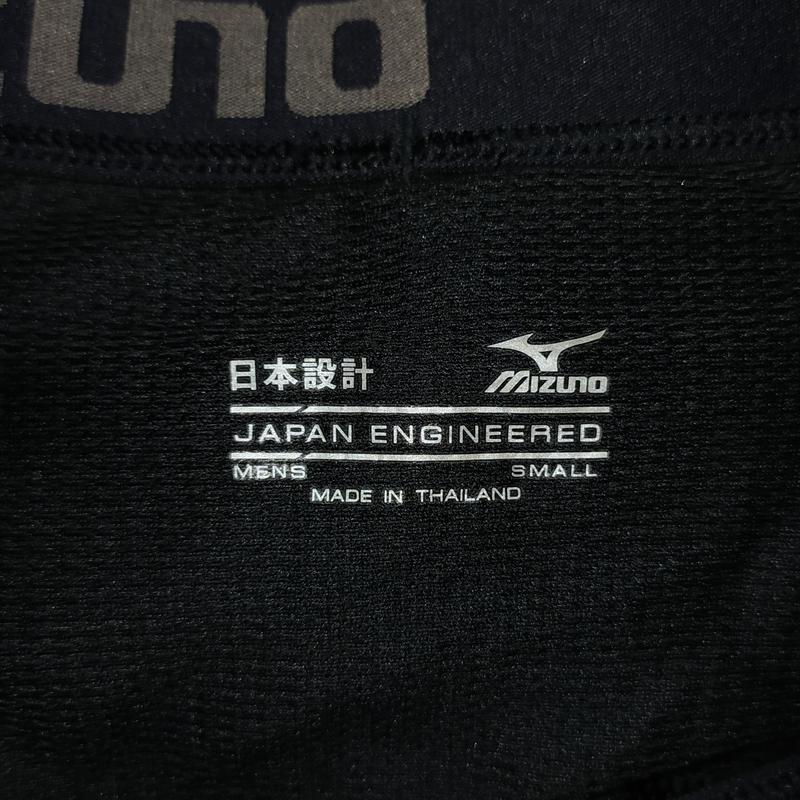 zuno
日本設計
MIZUNO
JAPAN ENGINEERED
MENS SMALL
MADE IN THAILAND